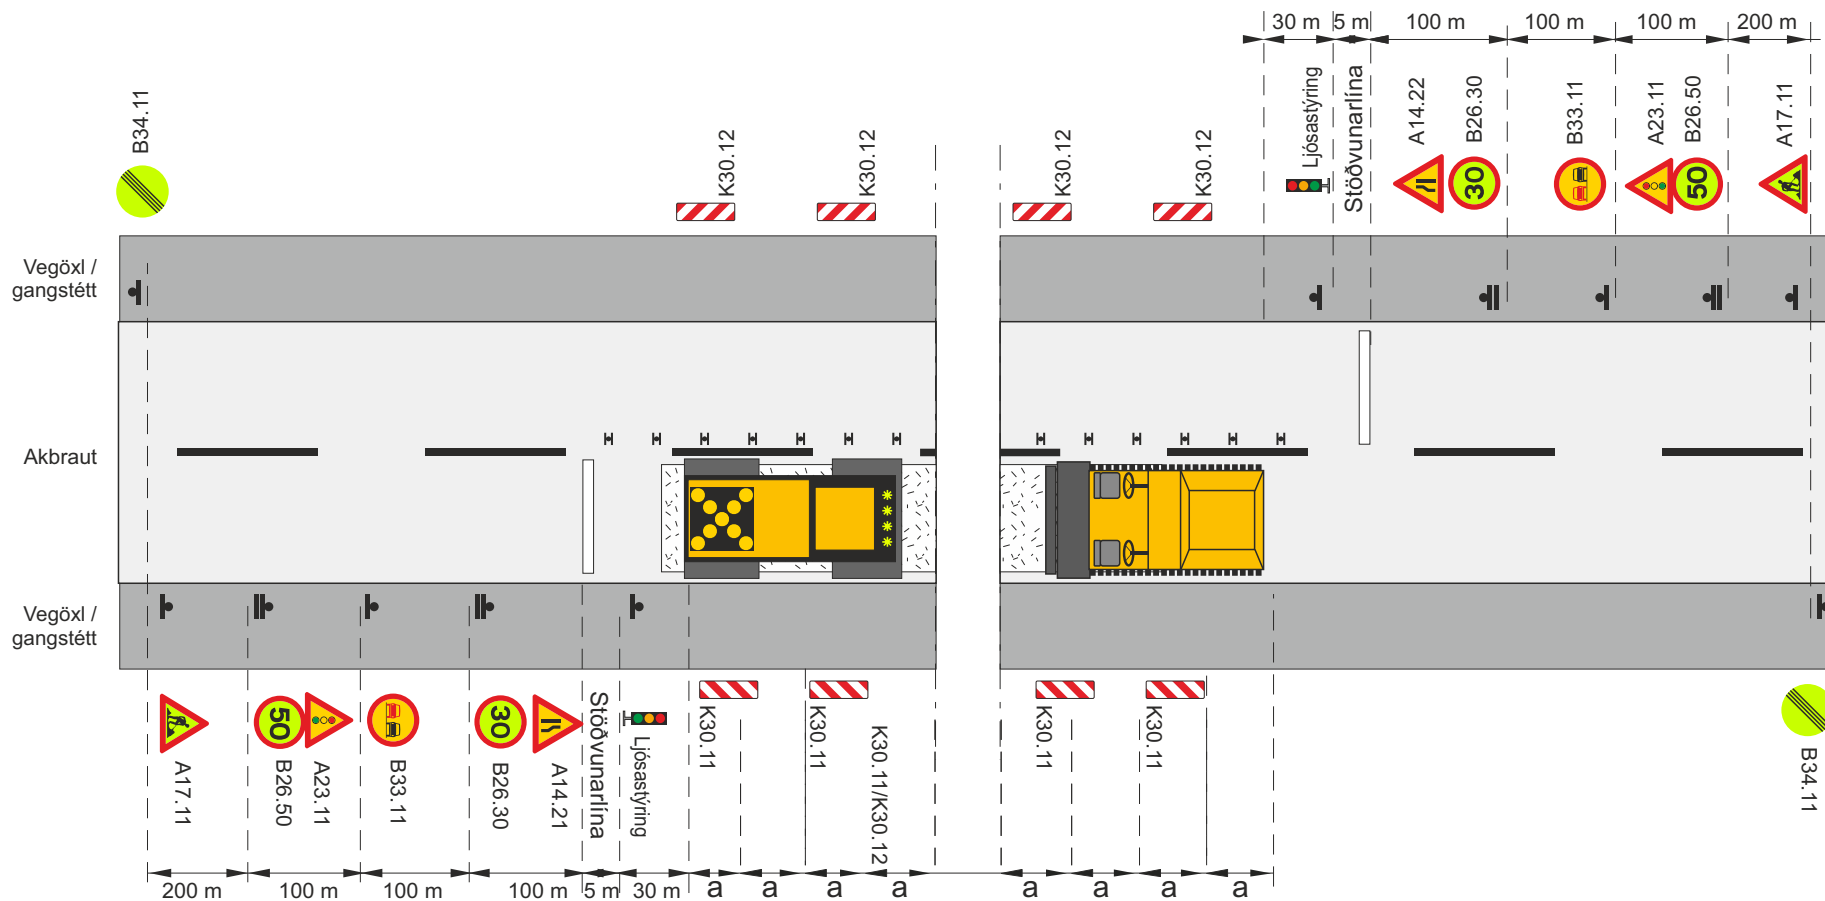 30 m
5 m
100 m
100 m
100 m
200 m
B34.11
K30.12
K30.12
K30.12
K30.12
Ljósastýring
Stöðvunarlína
A14.22
B26.30
B33.11
A23.11
B26.50
A17.11
30
50
Vegöxl /
gangstétt
Akbraut
Vegöxl /
gangstétt
50
30
A17.11
B26.50
A23.11
B33.11
B26.30
A14.21
Stöðvunarlína
Ljósastýring
K30.11
K30.11
K30.11/K30.12
K30.11
K30.11
B34.11
200 m
100 m
100 m
100 m
5 m
30 m
a
a
a
a
a
a
a
a